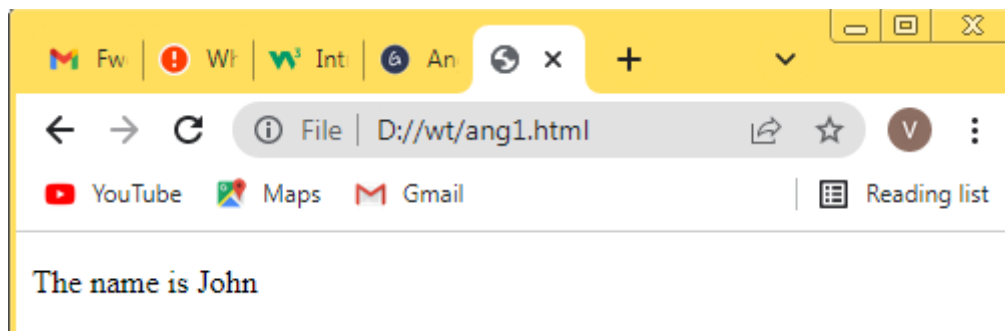 Fw Wh Int An
File D://wt/ang1.html V
YouTube Maps Gmail Reading list
The name is John